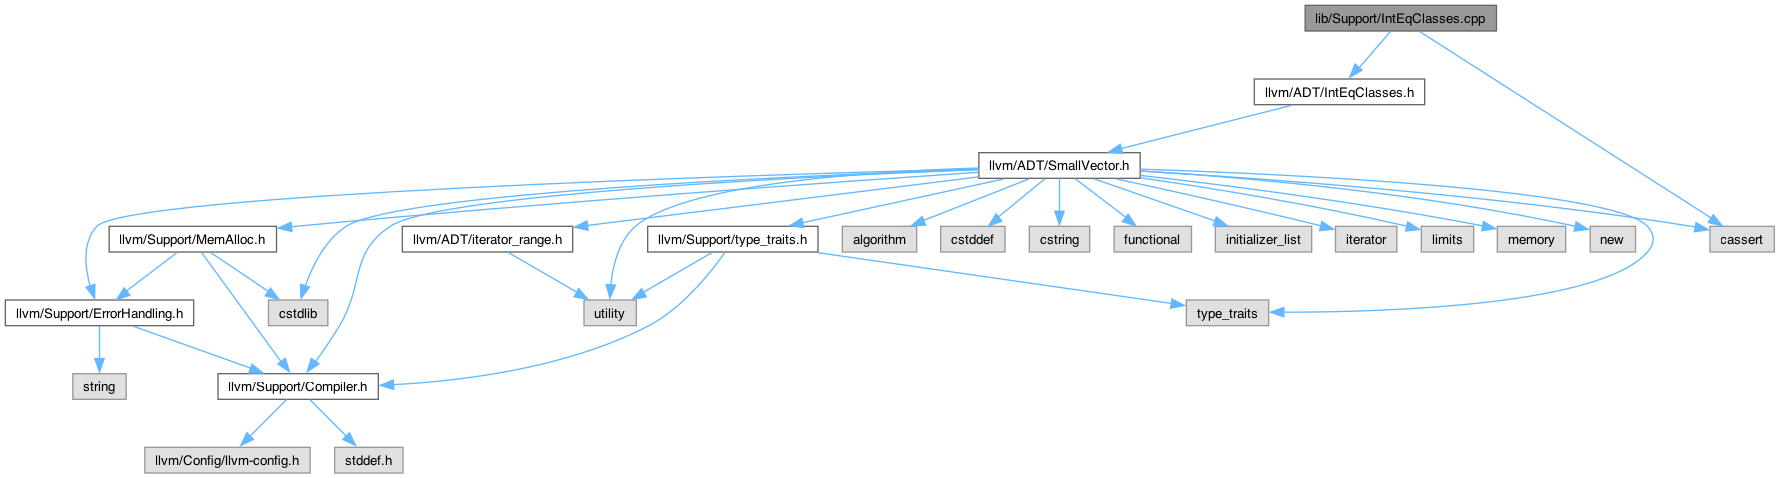 lib/Support/IntEqClasses.cpp
llvm/ADT/IntEqClasses.h
llvm/ADT/SmallVector.h
llvm/Support/MemAlloc.h
llvm/ADT/iterator_range.h
llvm/Support/type_traits.h
algorithm
cstddef
cstring
functional
initializer_list
iterator
limits
memory
new
cassert
llvm/Support/ErrorHandling.h
cstdlib
utility
type_traits
string
llvm/Support/Compiler.h
llvm/Config/llvm-config.h
stddef.h